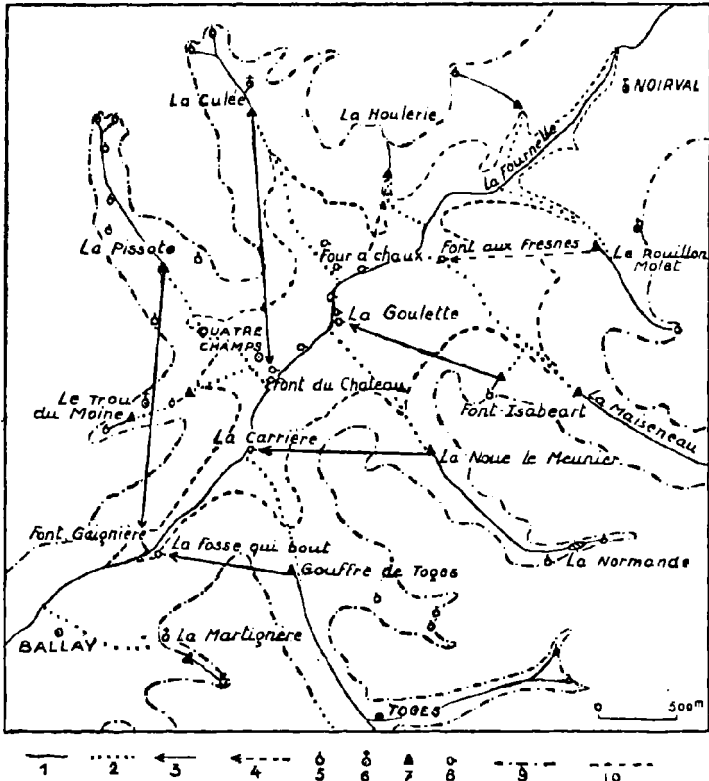 La Culée
La Houlerie
NOIRVAL
La Fournelle
La Pissote
Four a chaux
Font aux Fresnes
Le Rouillon
Molet
La Goulette
QUATRE
CHAMPS
Font du Chateau
Le Trou
du Moine
Font Isabeart
La Maiseneau
La Carrière
La Noue le Meunier
Font Gaigniere
La Fosse qui bout
Gouffre de Toges
La Normande
BALLAY
La Martignère
TOGES
0 500m
1 2 3 4 5 6 7 8 9 10